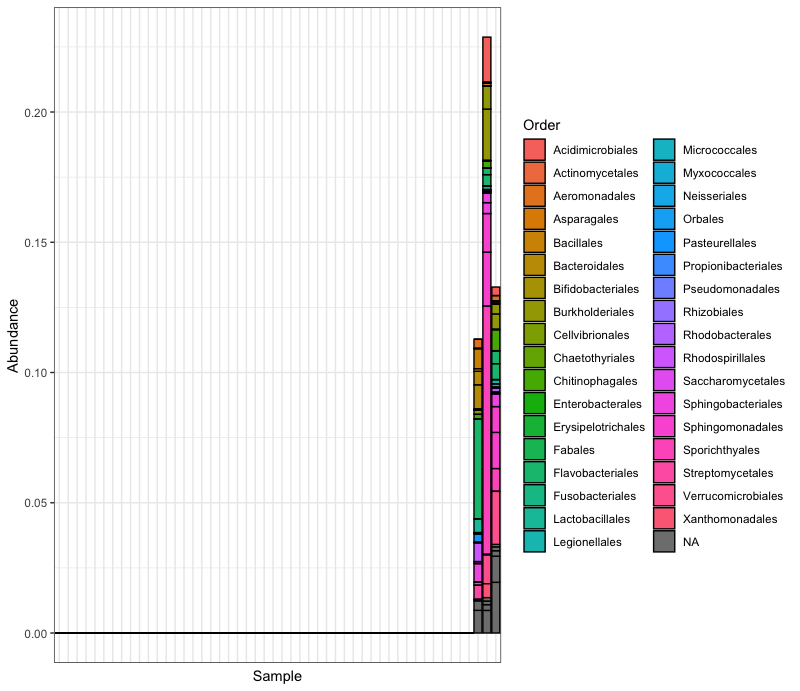 Abundance
0.20
0.15
0.10
0.05
0.00
Sample
Order
Acidimicrobiales
Actinomycetales
Aeromonadales
Asparagales
Bacillales
Bacteroidales
Bifidobacteriales
Burkholderiales
Cellvibrionales
Chaetothyriales
Chitinophagales
Enterobacterales
Erysipelotrichales
Fabales
Flavobacteriales
Fusobacteriales
Lactobacillales
Legionellales
Micrococcales
Myxococcales
Neisseriales
Orbales
Pasteurellales
Propionibacteriales
Pseudomonadales
Rhizobiales
Rhodobacterales
Rhodospirillales
Saccharomycetales
Sphingobacteriales
Sphingomonadales
Sporichthyales
Streptomycetales
Verrucomicrobiales
Xanthomonadales
NA